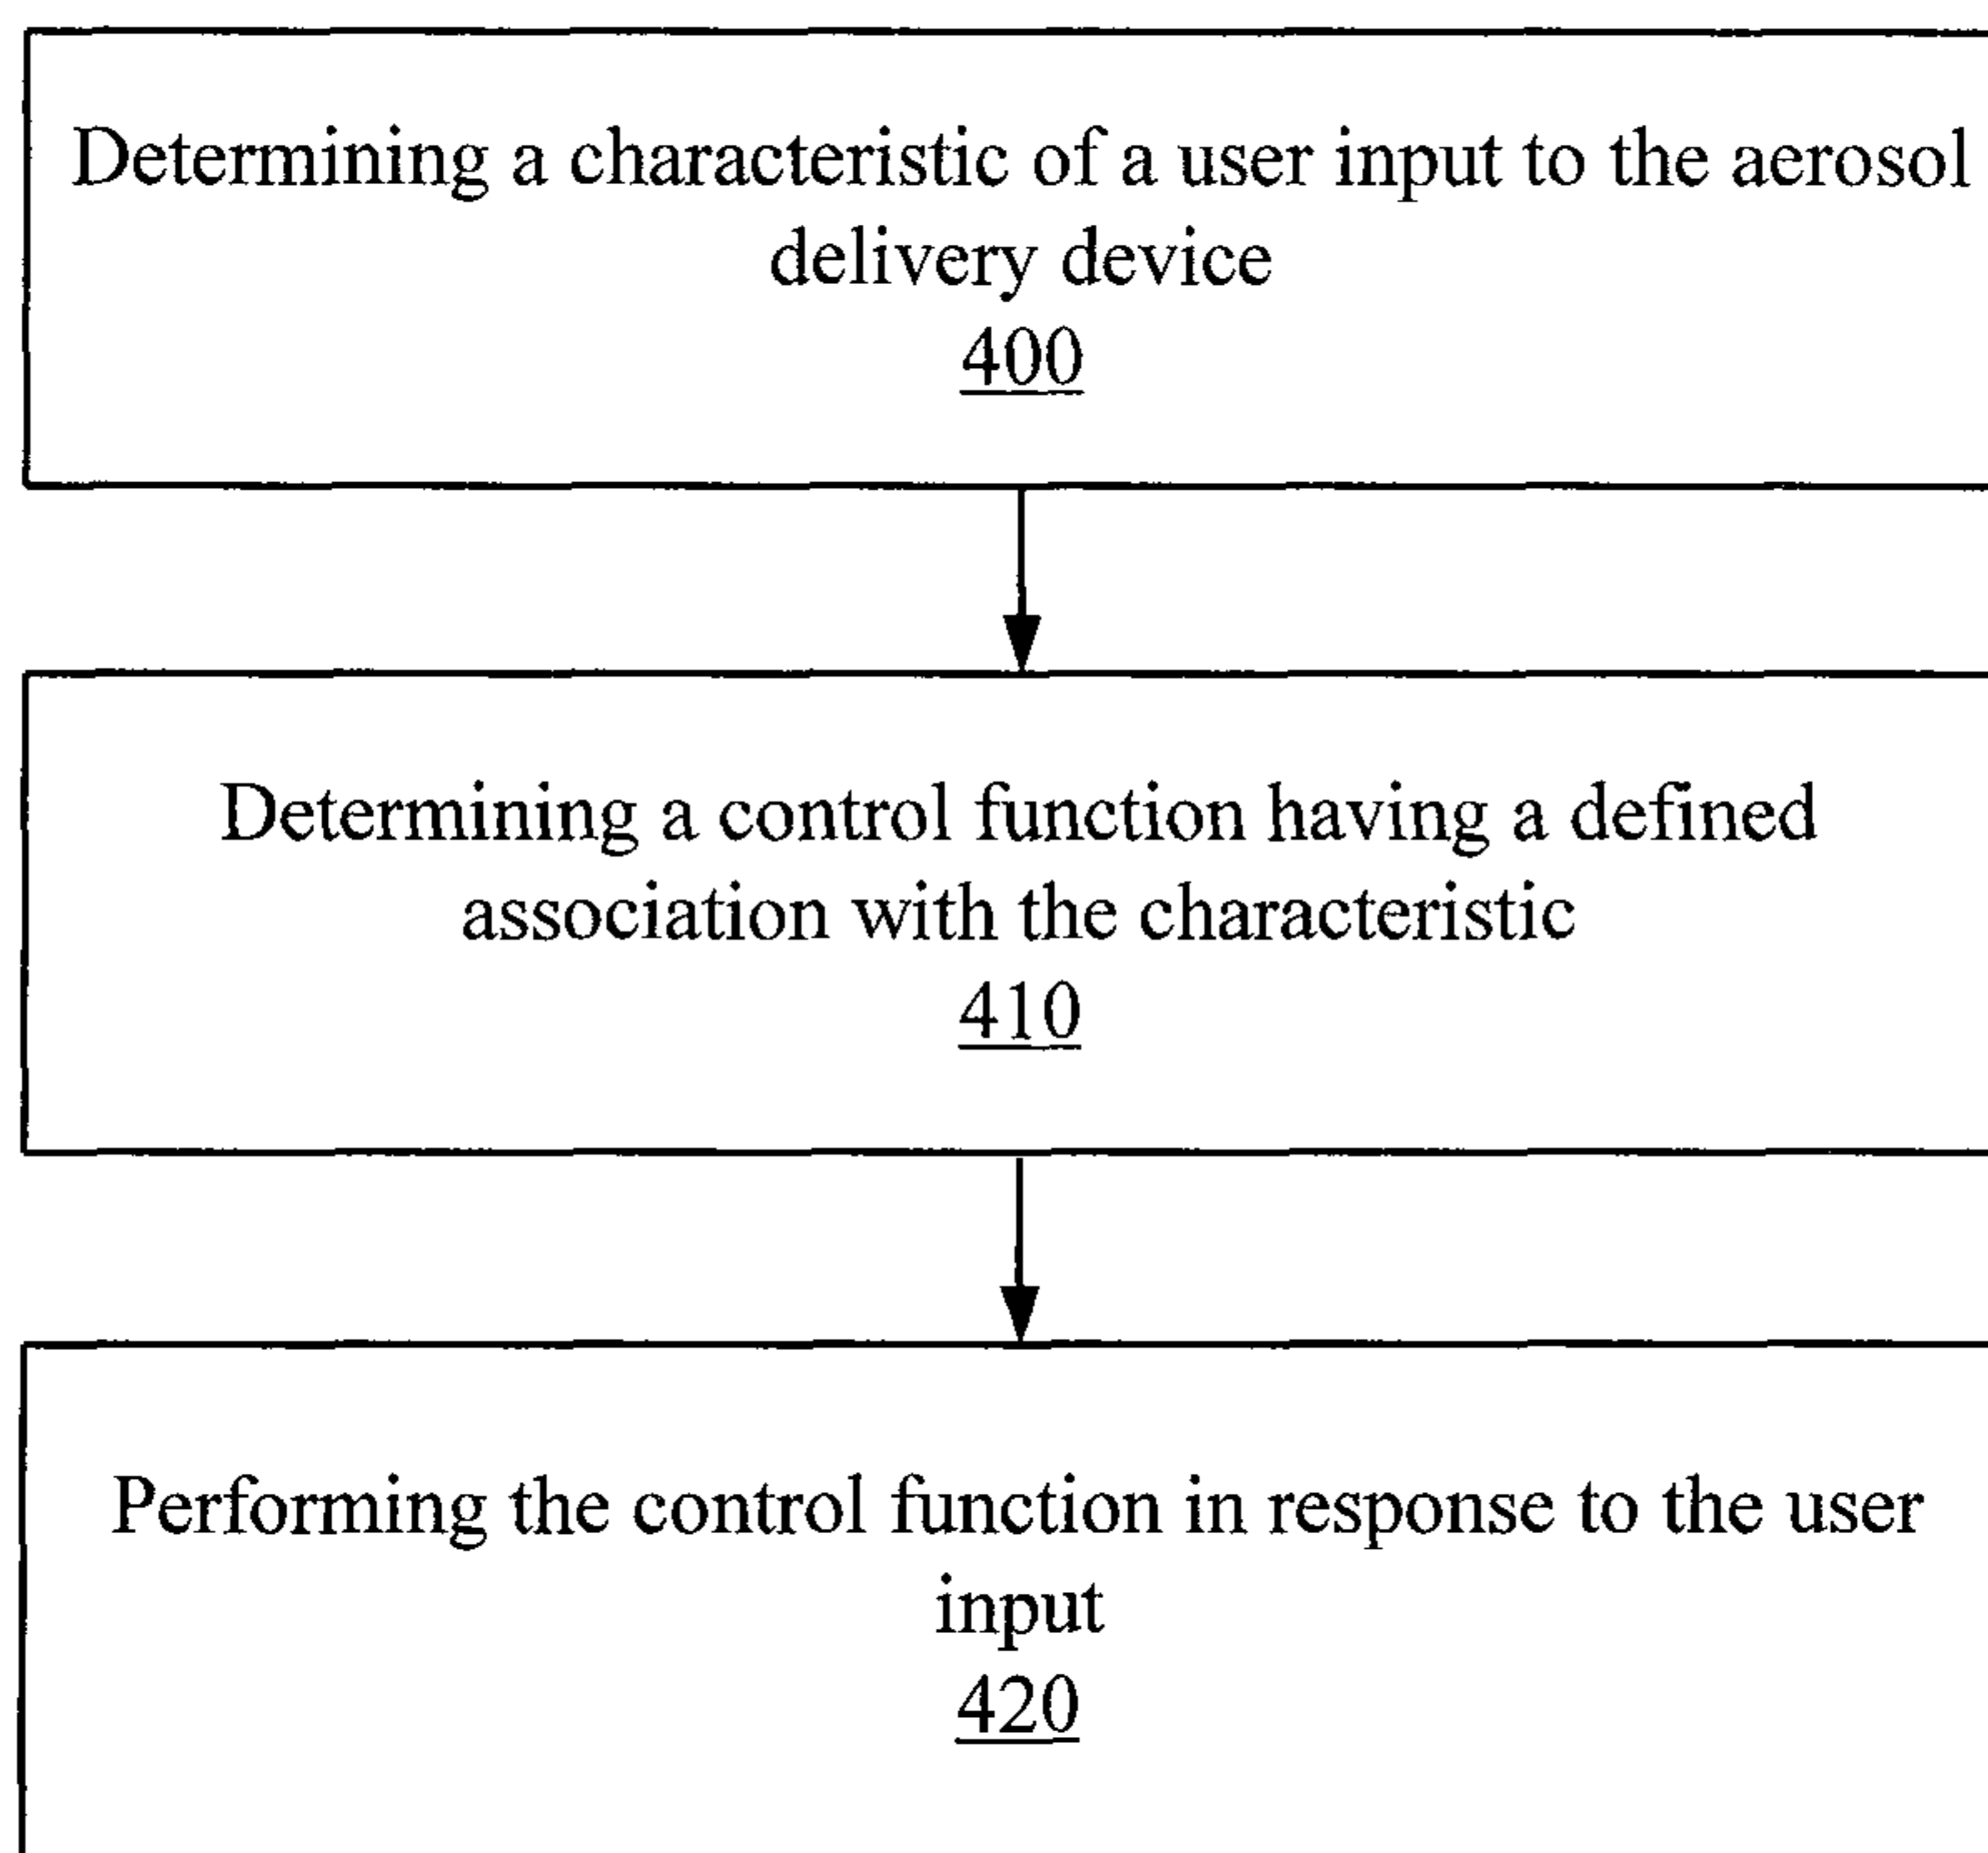 Determining a characteristic of a user input to the aerosol
delivery device
400
Determining a control function having a defined
association with the characteristic
410
Performing the control function in response to the user
input
420